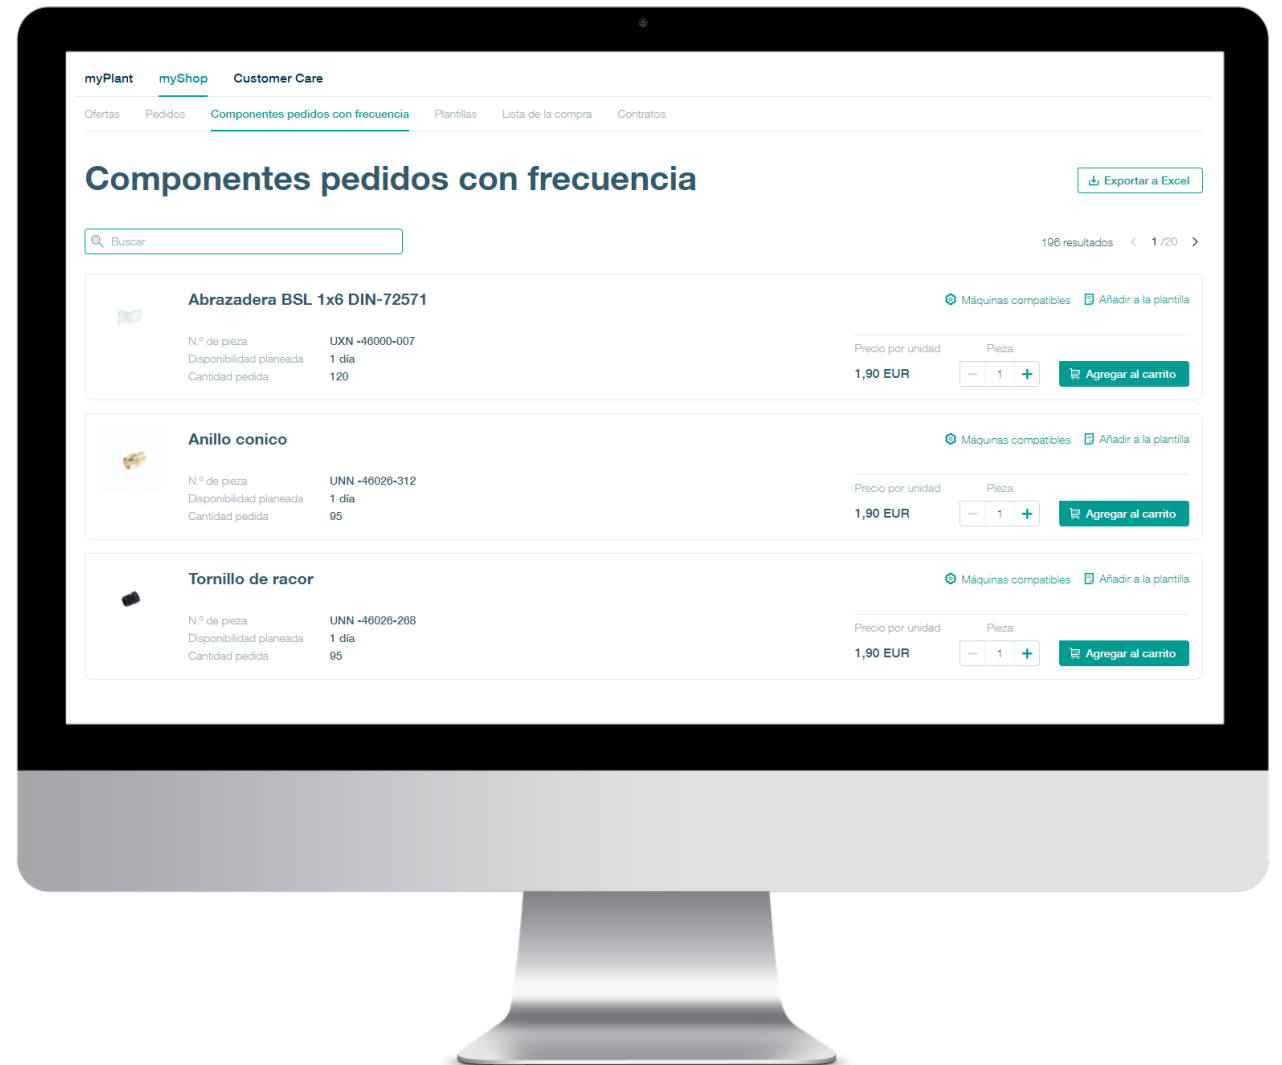 myPlant myShop Customer Care
Ofertas Pedidos Componentes pedidos con frecuencia Plantillas Lista de la compra Contratos
Componentes pedidos con frecuencia
Exportar a Excel
Buscar
196 resultados 1 /20
Abrazadera BSL 1x6 DIN-72571
Máquinas compatibles Añadir a la plantilla
N.º de pieza UXN -46000-007
Disponibilidad planeada 1 día
Cantidad pedida 120
Precio por unidad Pieza
1,90 EUR 1 Agregar al carrito
Anillo conico
Máquinas compatibles Añadir a la plantilla
N.º de pieza UNN -46026-312
Disponibilidad planeada 1 día
Cantidad pedida 95
Precio por unidad Pieza
1,90 EUR 1 Agregar al carrito
Tornillo de racor
Máquinas compatibles Añadir a la plantilla
N.º de pieza UNN -46026-268
Disponibilidad planeada 1 día
Cantidad pedida 95
Precio por unidad Pieza
1,90 EUR 1 Agregar al carrito